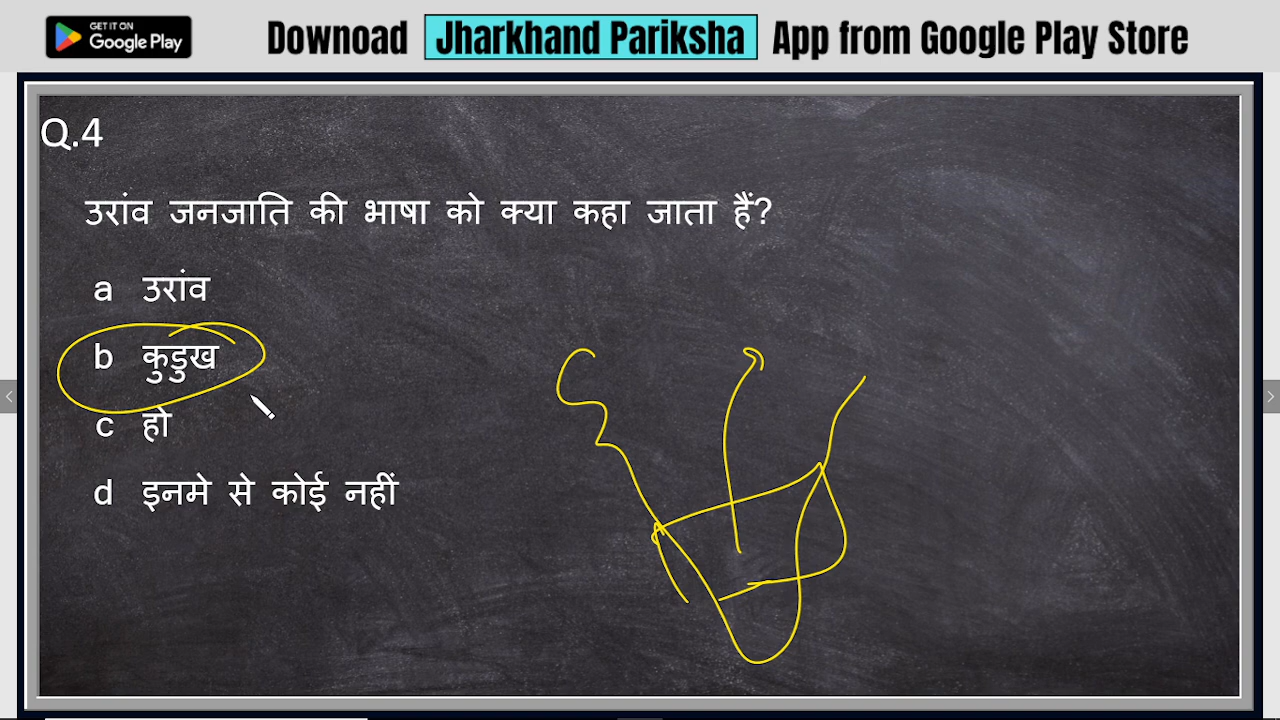 GET IT ON
Google Play
Downoad Jharkhand Pariksha App from Google Play Store
Q.4
उरांव जनजाति की भाषा को क्या कहा जाता हैं?
a उरांव
b कुडुख
c हो
d इनमे से कोई नहीं